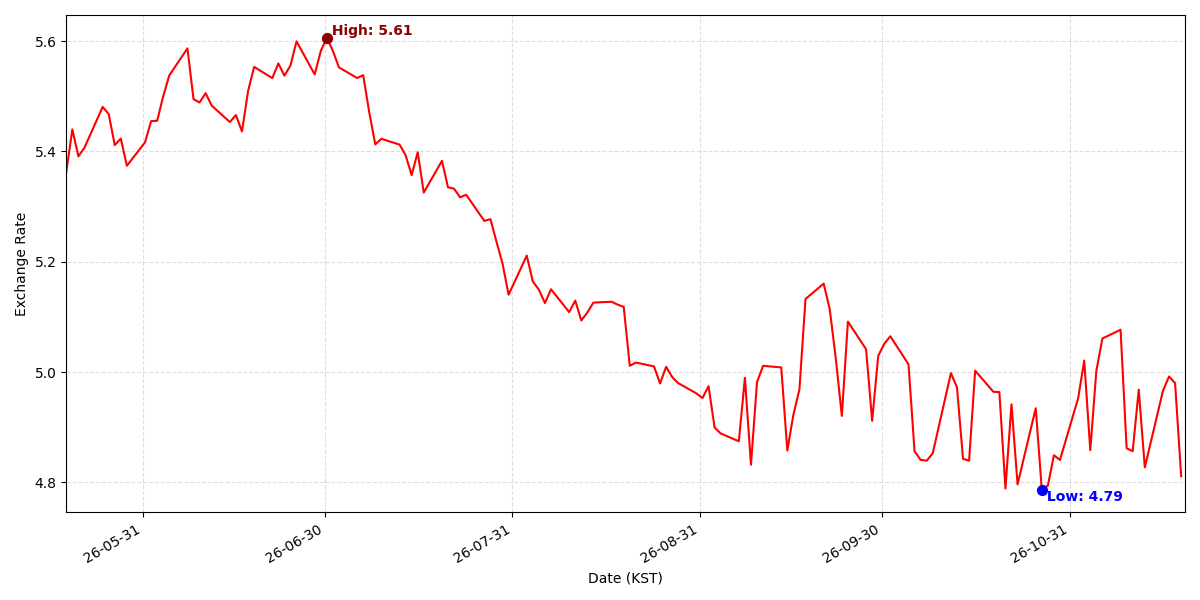 High: 5.61
5.6
5.4
5.2
5.0
4.8
Exchange Rate
Low: 4.79
26-05-31
26-06-30
26-07-31
26-08-31
26-09-30
26-10-31
Date (KST)